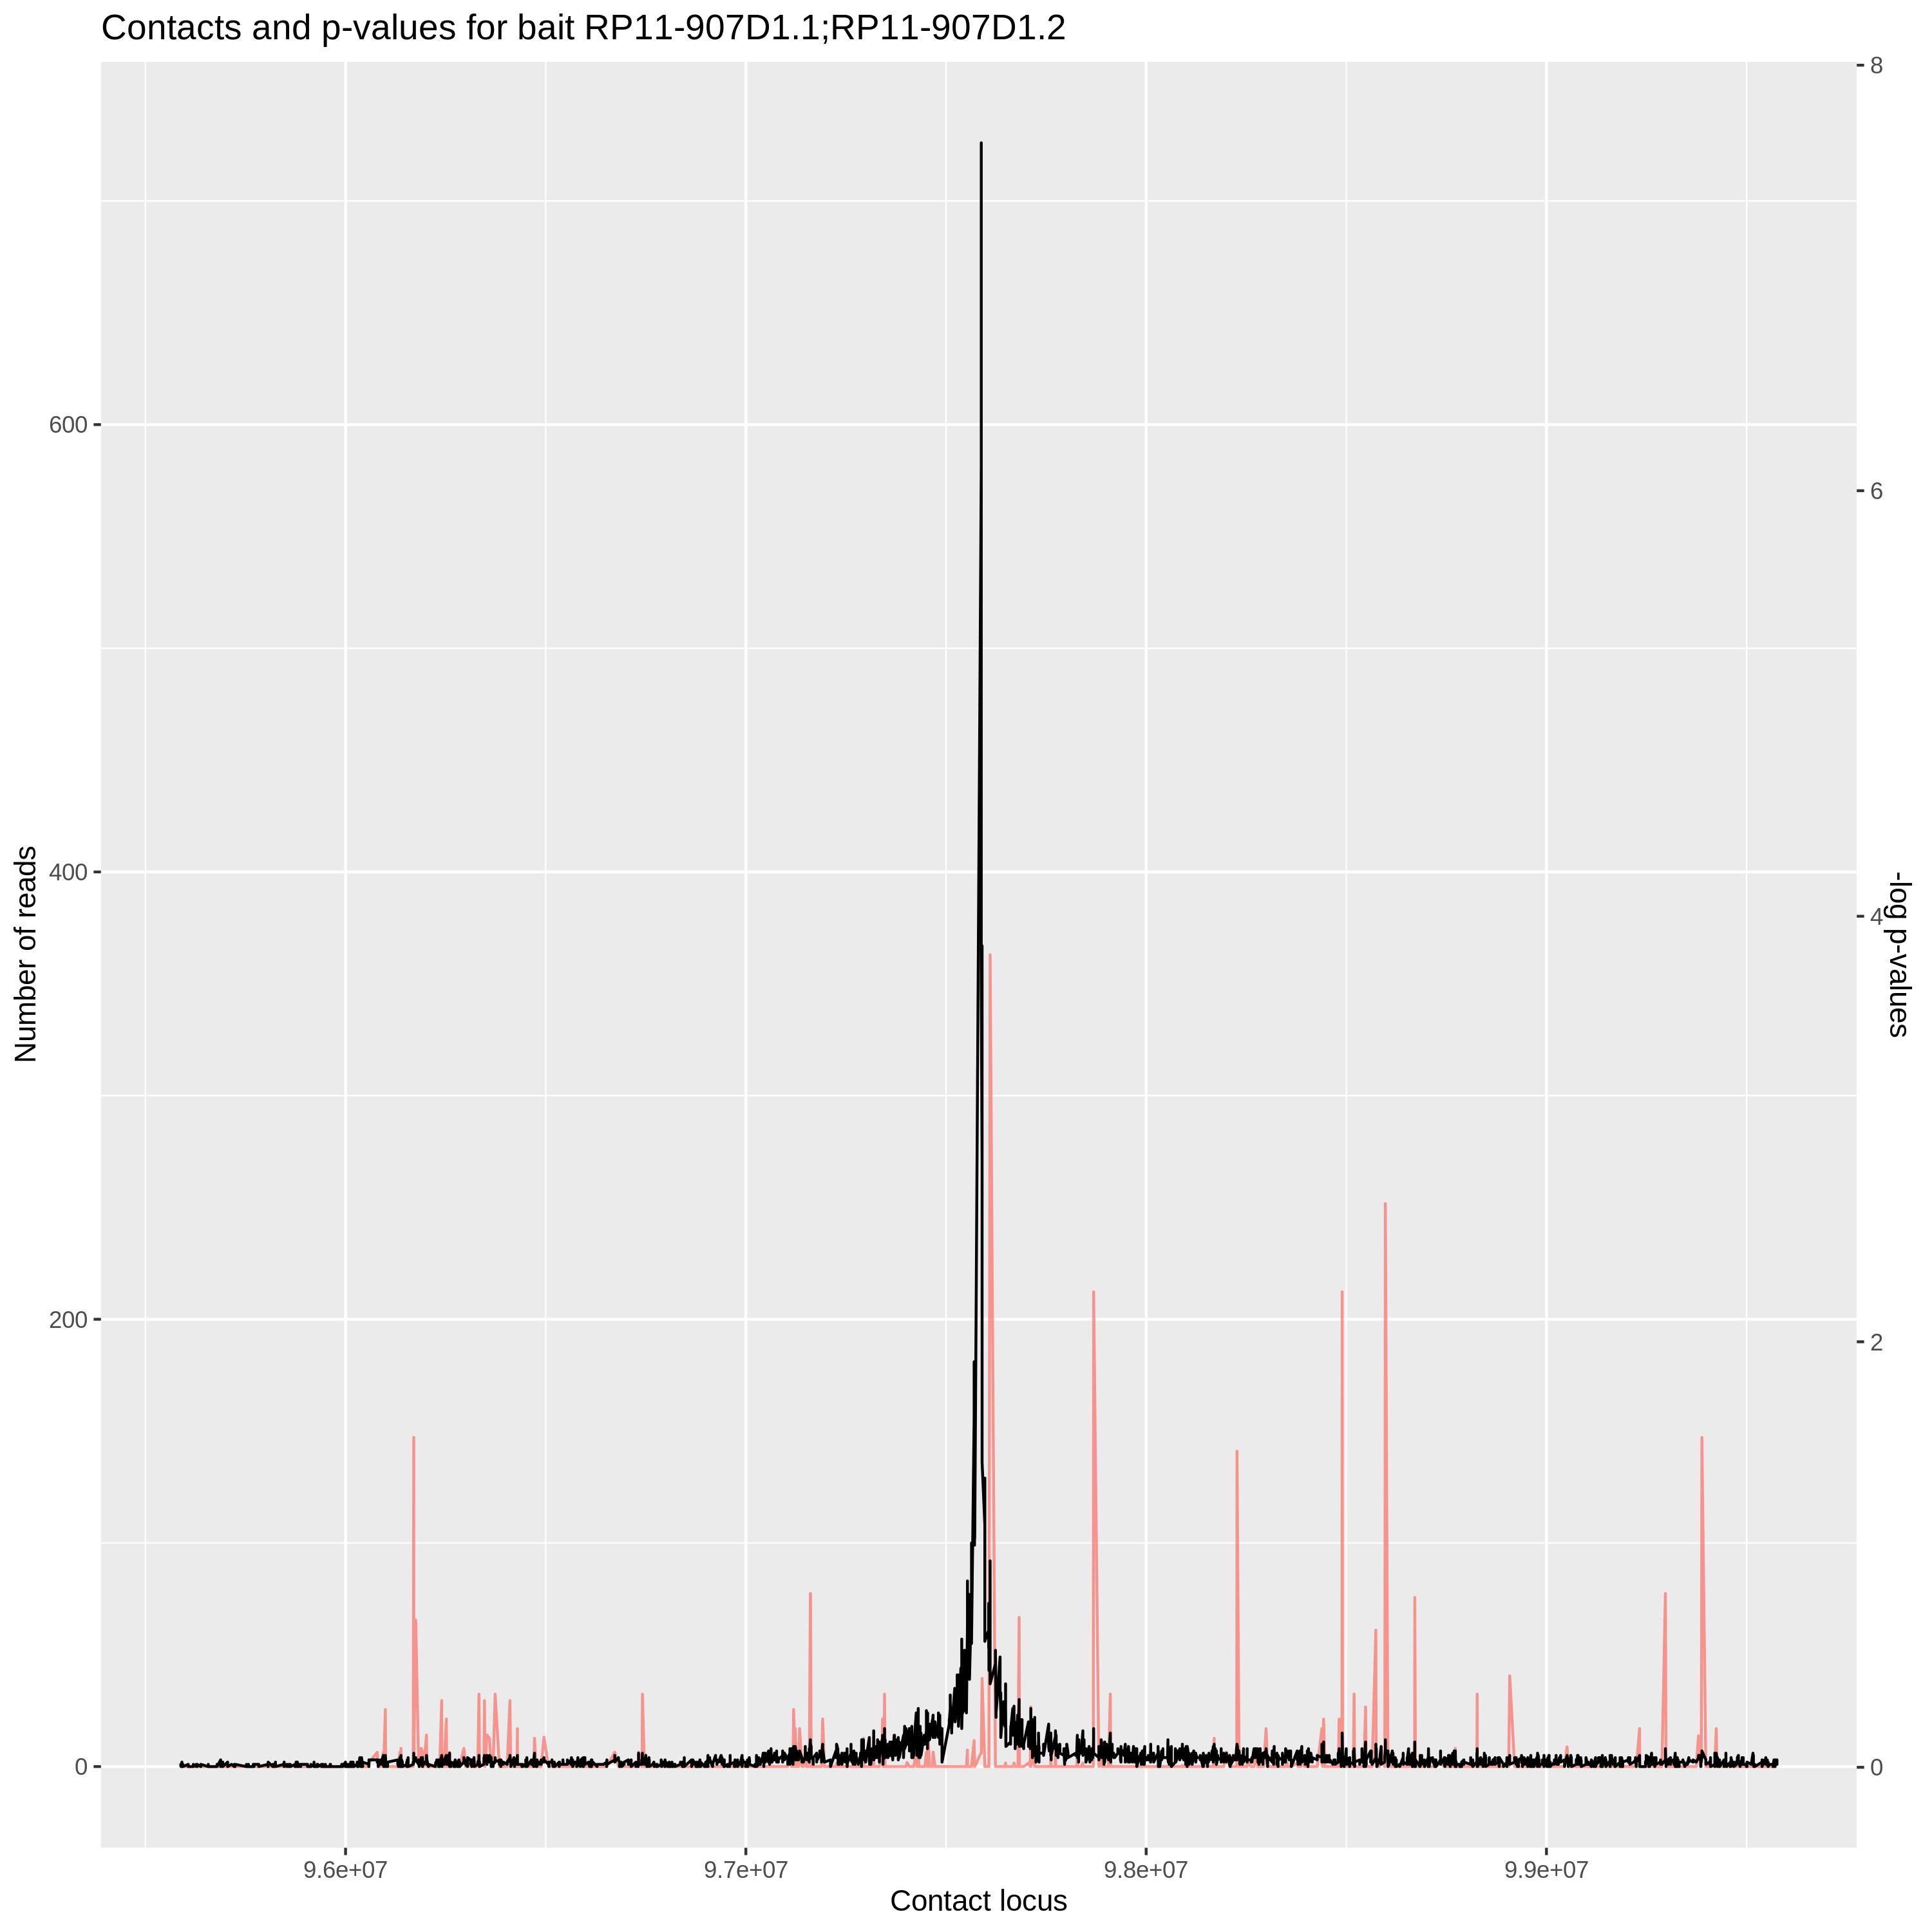 Contacts and p-values for bait RP11-907D1.1;RP11-907D1.2
8
600
6
Number of reads
400
4
-log p-values
200
2
0
0
9.6e+07
9.7e+07
9.8e+07
9.9e+07
Contact locus